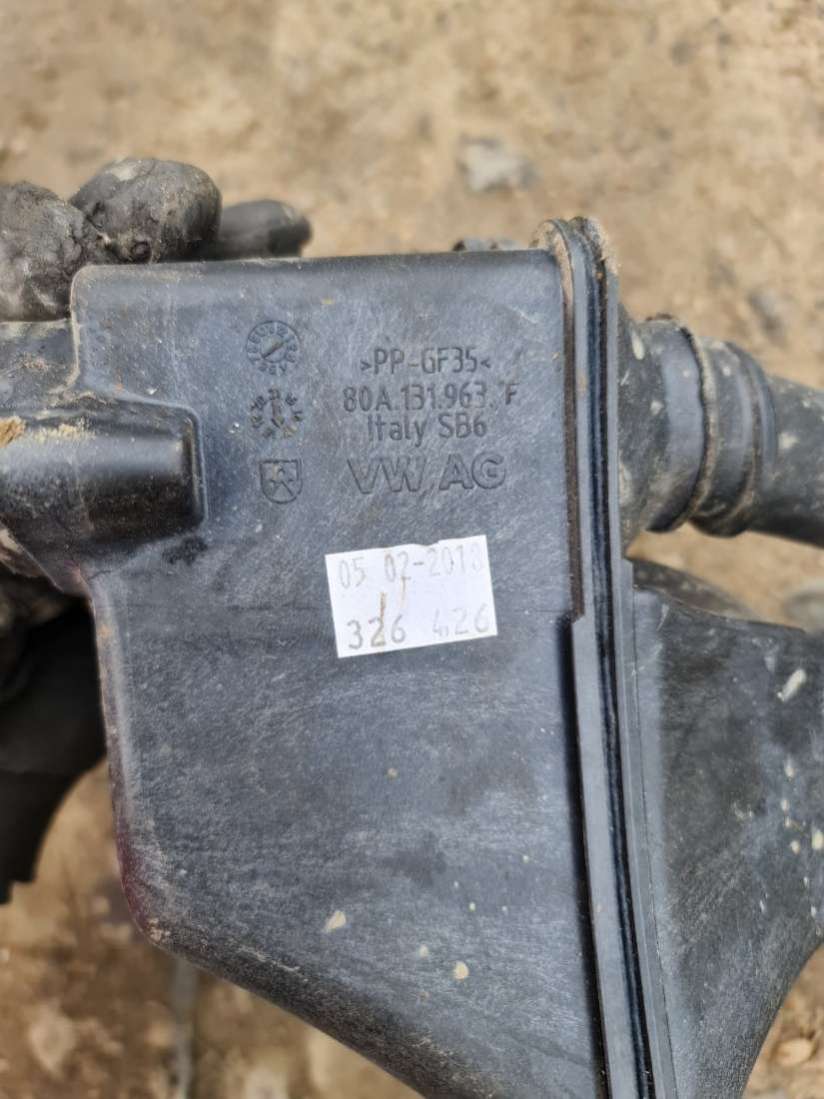 >PP-GF35<
80A.131.963. F
Italy SB6
VW AG
05 02-2018
326 426